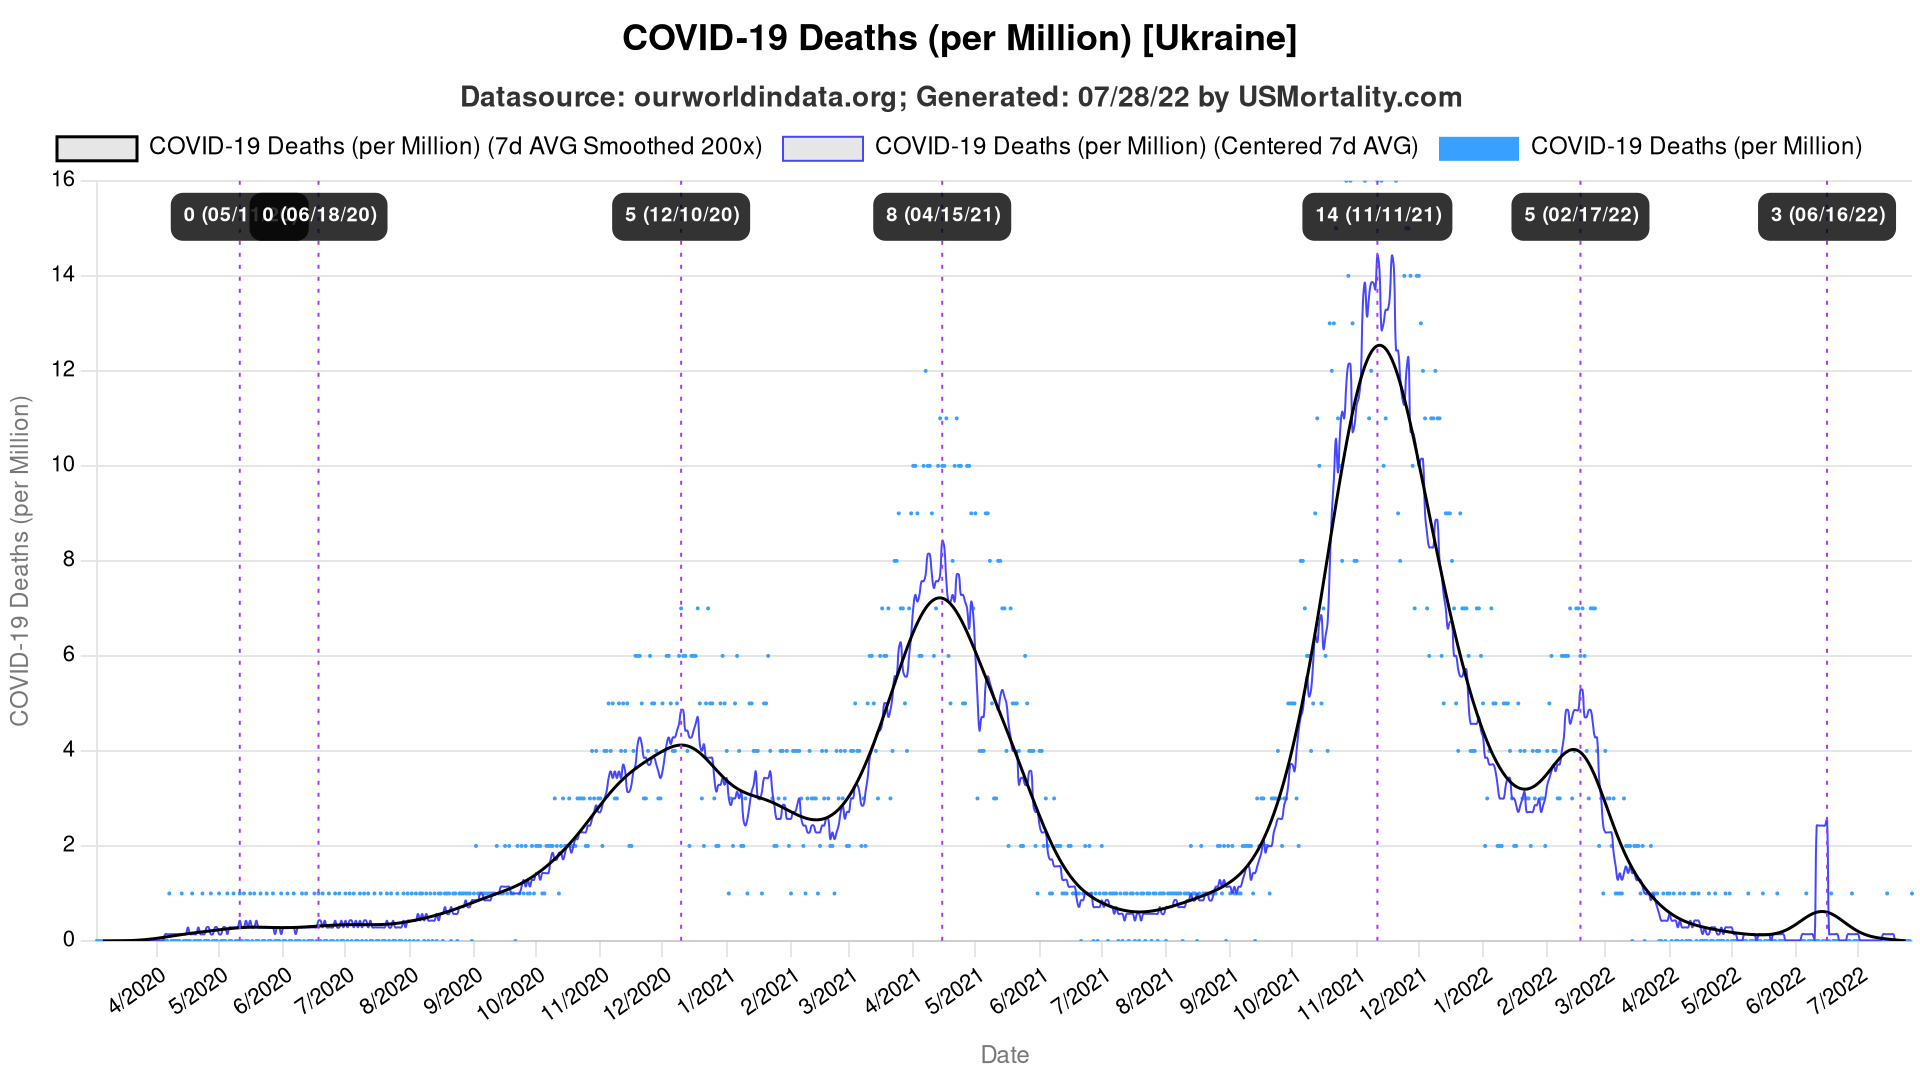 COVID-19 Deaths (per Million) [Ukraine]
Datasource: ourworldindata.org; Generated: 07/28/22 by USMortality.com
COVID-19 Deaths (per Million) (7d AVG Smoothed 200x) COVID-19 Deaths (per Million) (Centered 7d AVG) COVID-19 Deaths (per Million)
0 (06/18/20) 5 (12/10/20) 8 (04/15/21) 14 (11/11/21) 5 (02/17/22) 3 (06/16/22)
COVID-19 Deaths (per Million)
16
14
12
10
8
6
4
2
0
4/2020 5/2020 6/2020 7/2020 8/2020 9/2020 10/2020 11/2020 12/2020 1/2021 2/2021 3/2021 4/2021 5/2021 6/2021 7/2021 8/2021 9/2021 10/2021 11/2021 12/2021 1/2022 2/2022 3/2022 4/2022 5/2022 6/2022 7/2022
Date